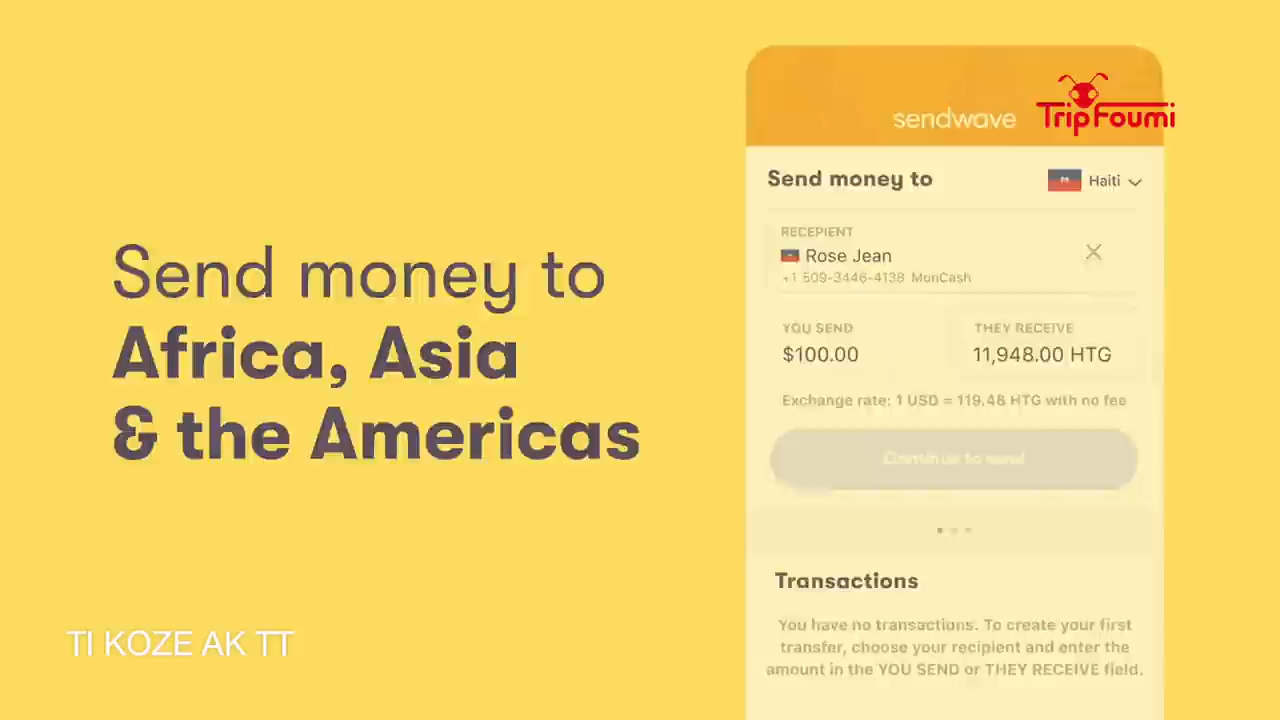 Send money to
Africa, Asia
& the Americas
TI KOZE AK TT
sendwave
TripFoumi
Send money to
Haiti
RECEPIENT
Rose Jean
+1 509-3446-4138 MonCash
YOU SEND
$100.00
THEY RECEIVE
11,948.00 HTG
Exchange rate: 1 USD = 119.48 HTG with no fee
Continue to send
Transactions
You have no transactions. To create your first
transfer, choose your recipient and enter the
amount in the YOU SEND or THEY RECEIVE field.